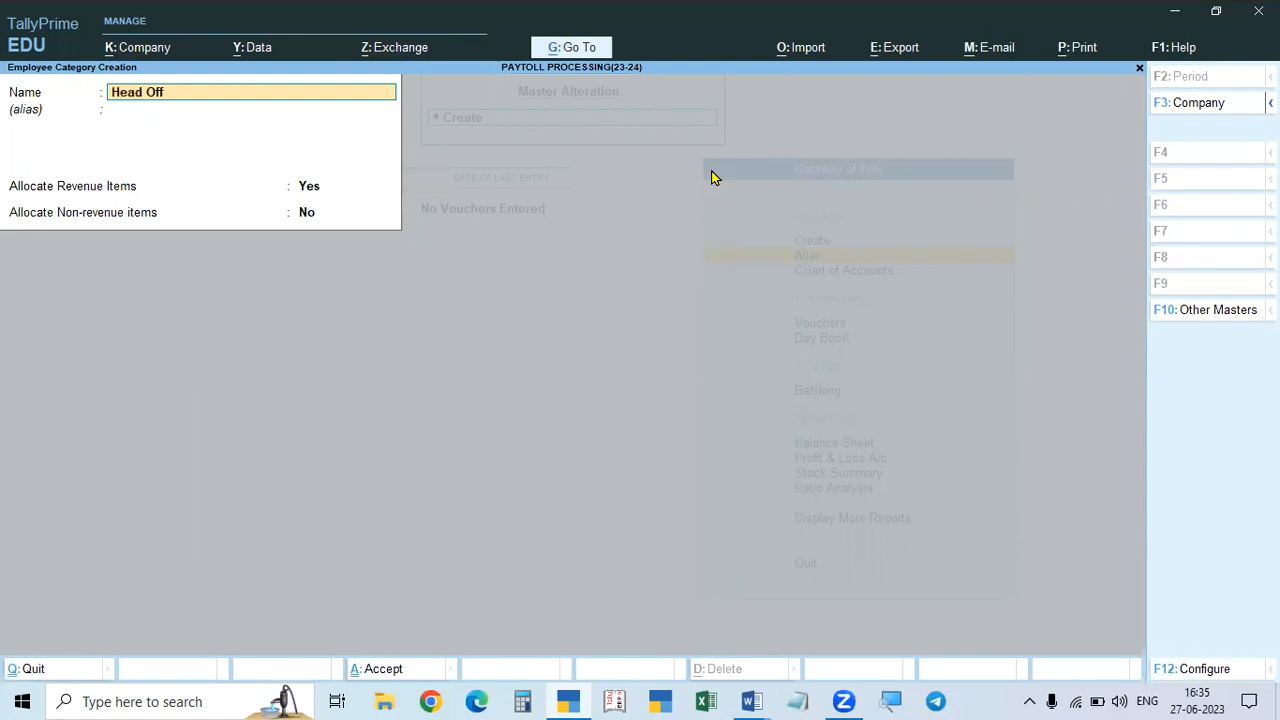 TallyPrime
EDU
MANAGE
K: Company
Y: Data
Z: Exchange
G: Go To
O: Import
E: Export
M: E-mail
P: Print
F1: Help
Employee Category Creation
PAYTOLL PROCESSING(23-24)
Name : Head Off
(alias) :
Allocate Revenue Items : Yes
Allocate Non-revenue items : No
Master Alteration
Create
DATE OF LAST ENTRY
No Vouchers Entered
Gateway of Tally
Create
Alter
CHart of Accounts
Vouchers
Day BooK
BaNking
Balance Sheet
Profit & Loss A/c
Stock Summary
Ratio Analysis
Display More Reports
Quit
F2: Period
F3: Company
F4
F5
F6
F7
F8
F9
F10: Other Masters
Q: Quit
A: Accept
D: Delete
F12: Configure
Type here to search
ENG
16:35
27-06-2023